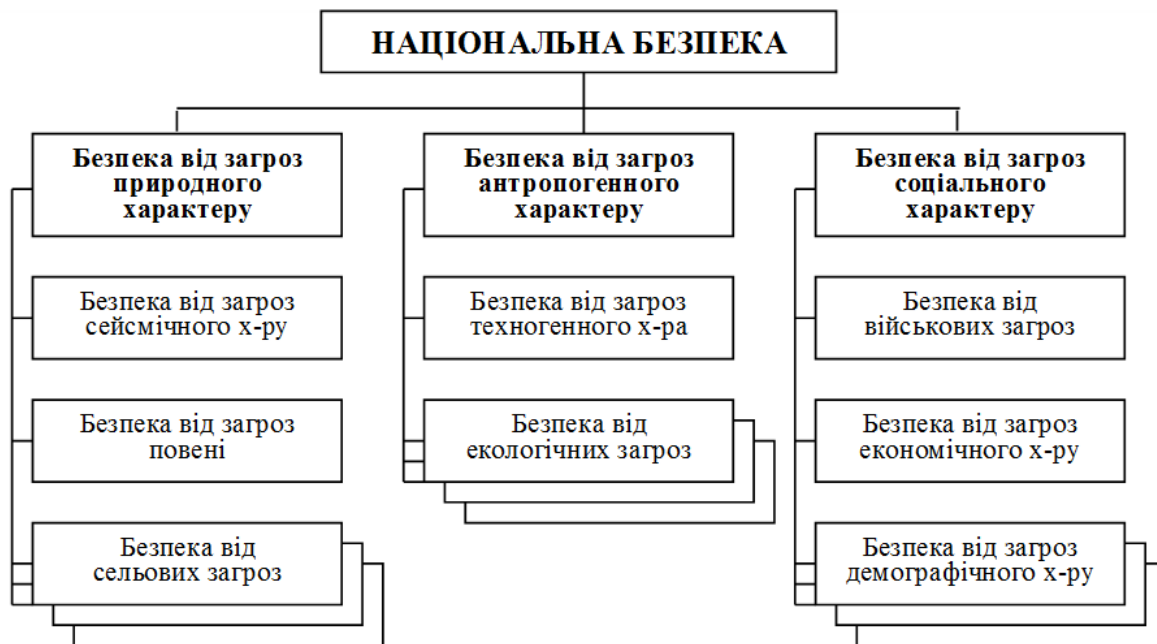 НАЦІОНАЛЬНА БЕЗПЕКА
Безпека від загроз
природного
характеру
Безпека від загроз
сейсмічного х-ру
Безпека від загроз
повені
Безпека від
сельових загроз
Безпека від загроз
антропогенного
характеру
Безпека від загроз
техногенного х-ра
Безпека від
екологічних загроз
Безпека від загроз
соціального
характеру
Безпека від
військових загроз
Безпека від загроз
економічного х-ру
Безпека від загроз
демографічного х-ру